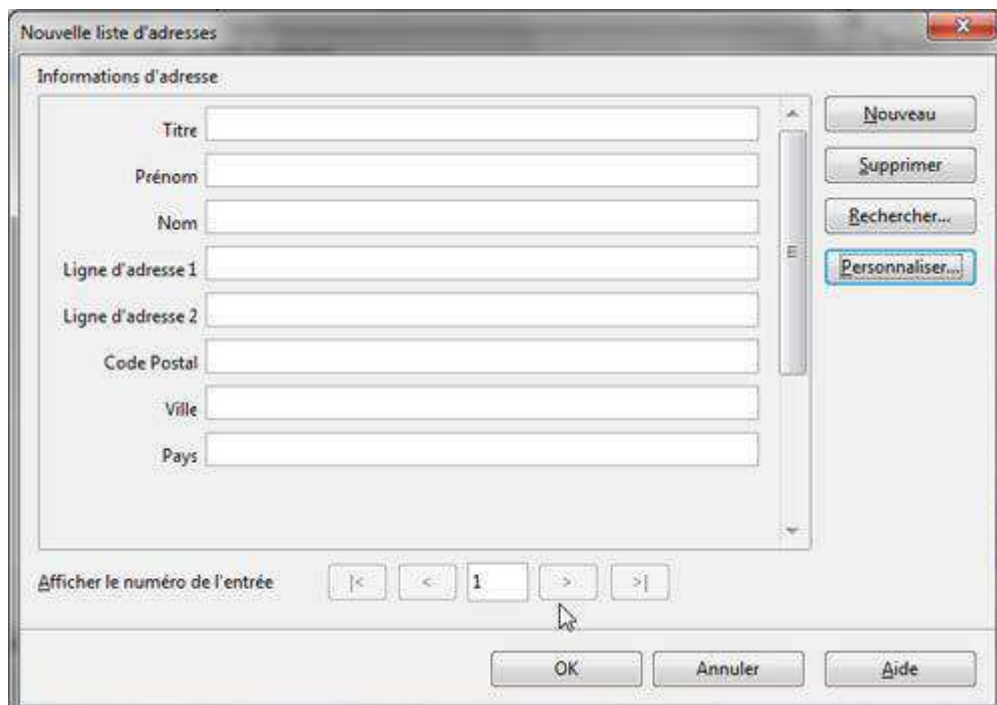 Nouvelle liste d'adresses
Informations d'adresse
Titre
Prénom
Nom
Ligne d'adresse 1
Ligne d'adresse 2
Code Postal
Ville
Pays
Nouveau
Supprimer
Rechercher...
Personnaliser...
Afficher le numéro de l'entrée |< < 1 > >|
OK Annuler Aide